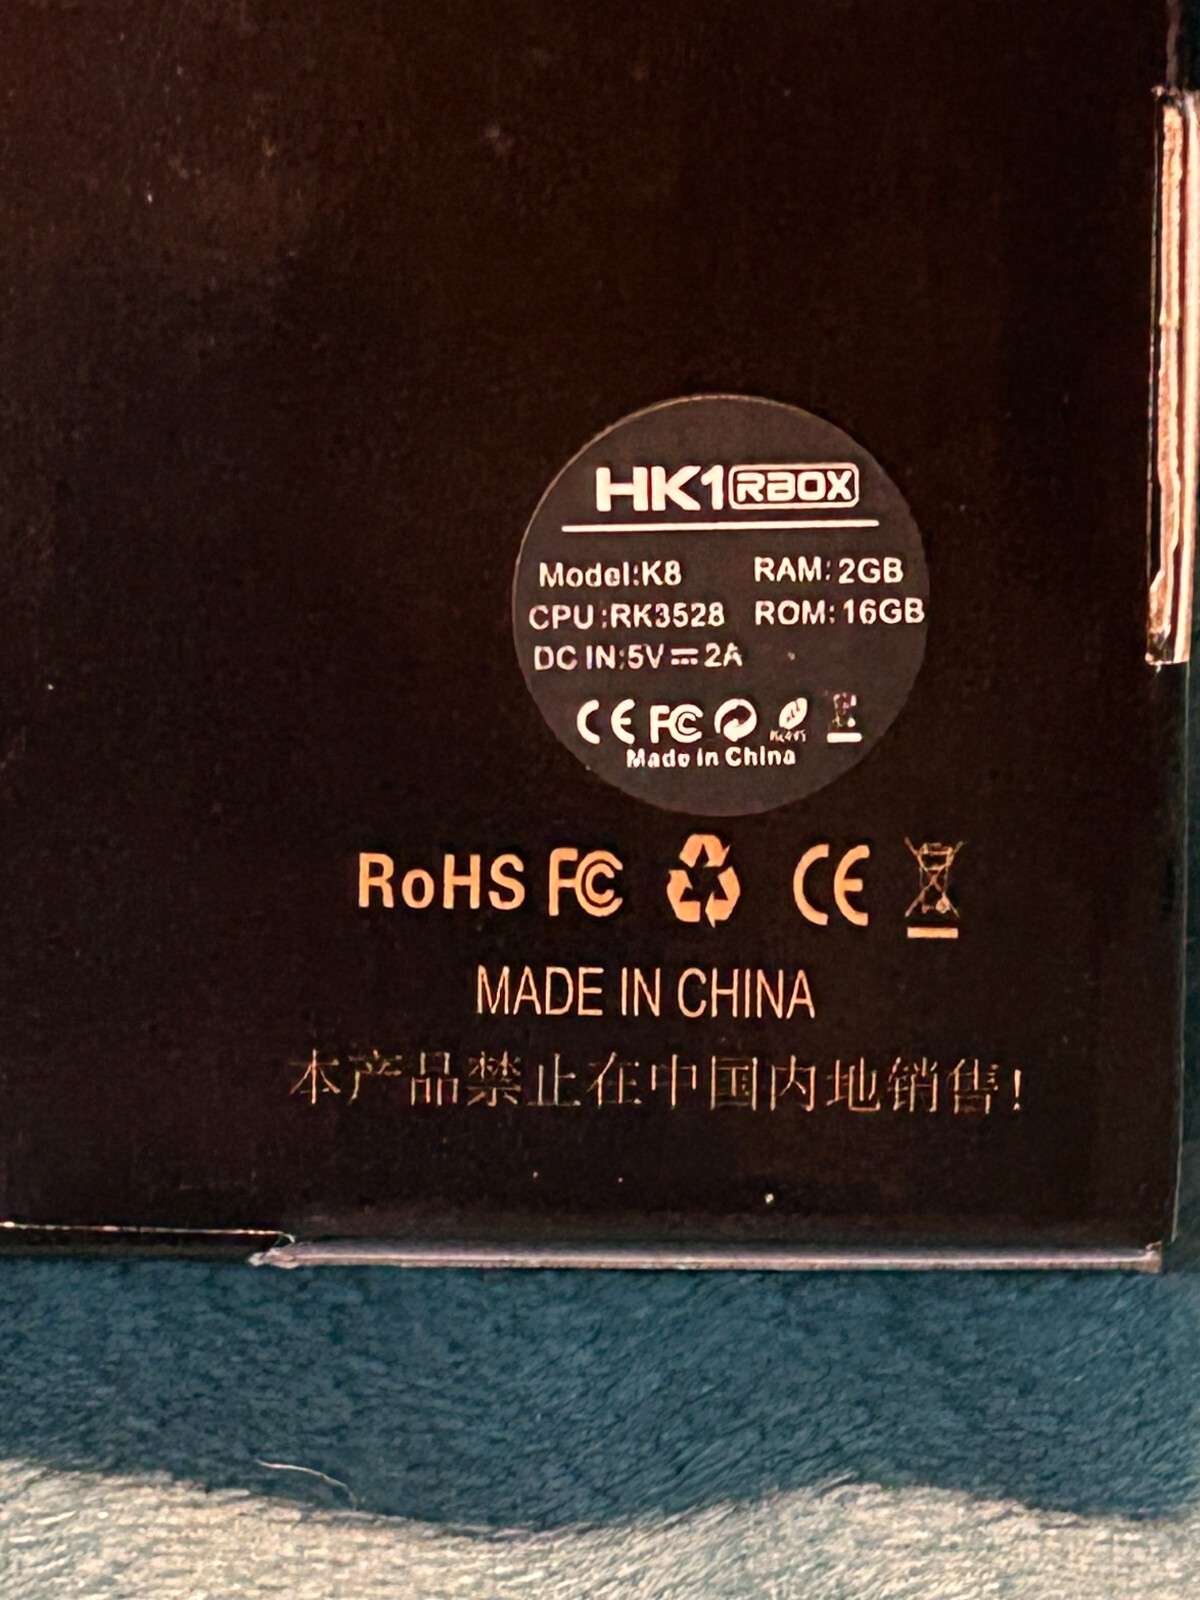 HK1 RBOX
Model:K8 RAM: 2GB
CPU:RK3528 ROM: 16GB
DC IN:5V⎓2A
CE FC
Made in China
RoHS FC CE
MADE IN CHINA
本产品禁止在中国内地销售!